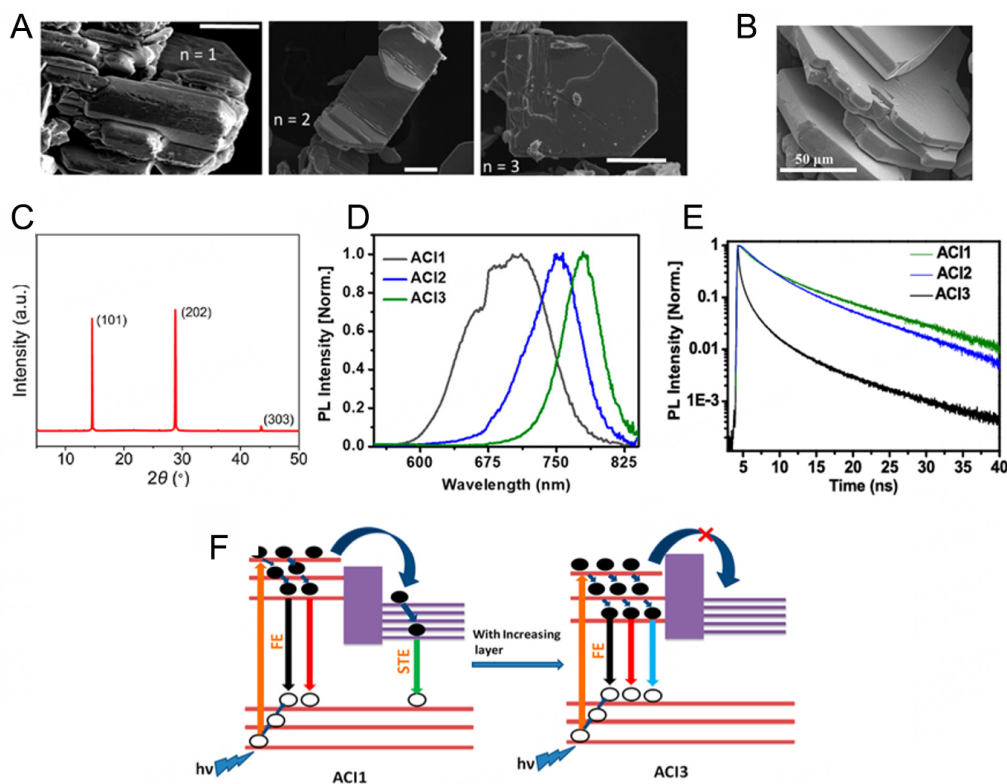 A
n = 1
n = 2
n = 3
B
50 µm
C
Intensity (a.u.)
(101)
(202)
(303)
10 20 30 40 50
2θ (°)
D
PL Intensity [Norm.]
1.0
0.8
0.6
0.4
0.2
0.0
ACI1
ACI2
ACI3
600 675 750 825
Wavelength (nm)
E
PL Intensity [Norm.]
1
0.1
0.01
1E-3
ACI1
ACI2
ACI3
5 10 15 20 25 30 35 40
Time (ns)
F
FE
STE
hν
ACI1
With Increasing
layer
FE
hν
ACI3